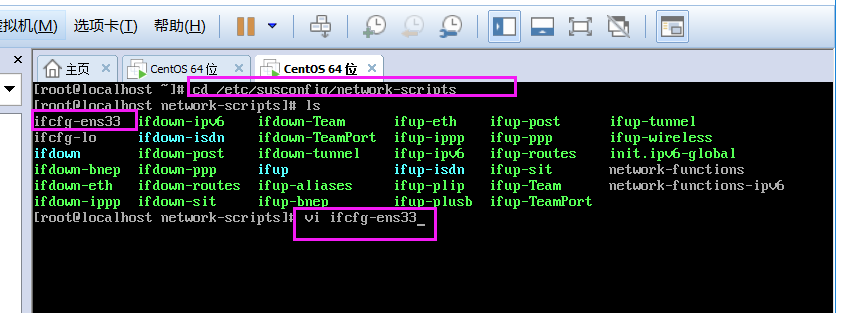 虚拟机(M) 选项卡(T) 帮助(H)
主页 CentOS 64 位 CentOS 64 位
[root@localhost ~]# cd /etc/susconfig/network-scripts
[root@localhost network-scripts]# ls
ifcfg-ens33 ifdown-ipv6 ifdown-Team ifup-eth ifup-post ifup-tunnel
ifcfg-lo ifdown-isdn ifdown-TeamPort ifup-ippp ifup-ppp ifup-wireless
ifdown ifdown-post ifdown-tunnel ifup-ipv6 ifup-routes init.ipv6-global
ifdown-bnep ifdown-ppp ifup ifup-isdn ifup-sit network-functions
ifdown-eth ifdown-routes ifup-aliases ifup-plip ifup-Team network-functions-ipv6
ifdown-ippp ifdown-sit ifup-bnep ifup-plusb ifup-TeamPort
[root@localhost network-scripts]# vi ifcfg-ens33_